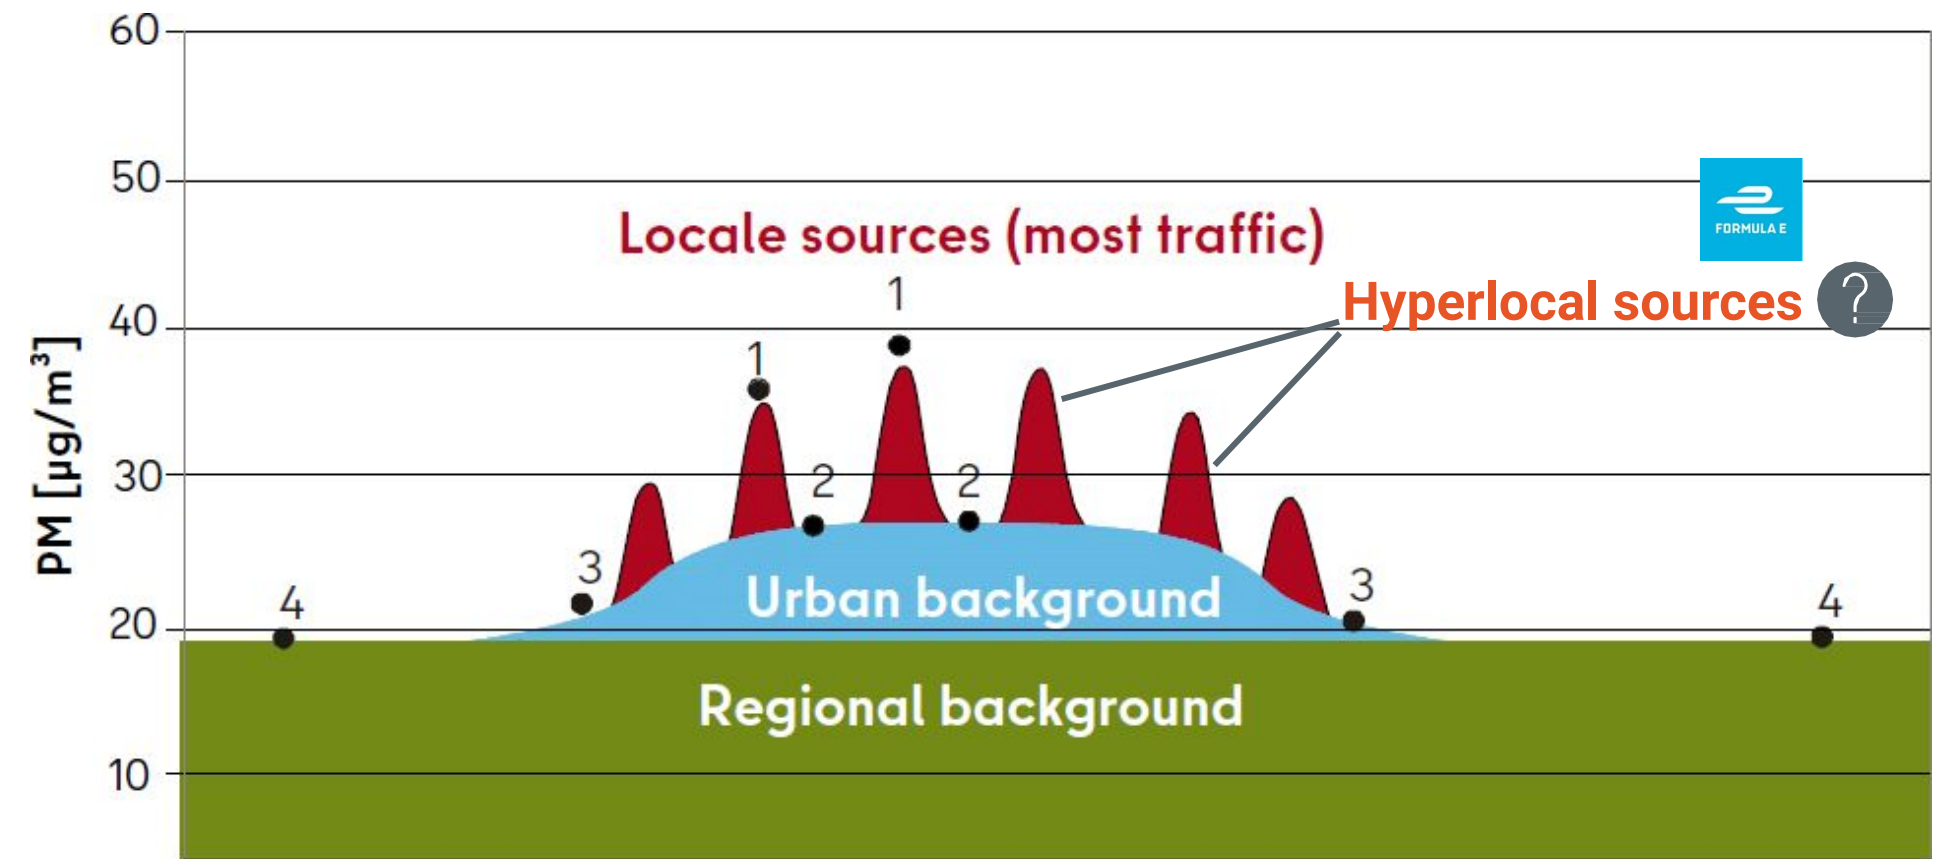 60
50
40
30
20
10
PM [µg/m³]
Locale sources (most traffic)
FORMULA E
Hyperlocal sources ?
1
1
2
2
3
3
4
4
Urban background
Regional background